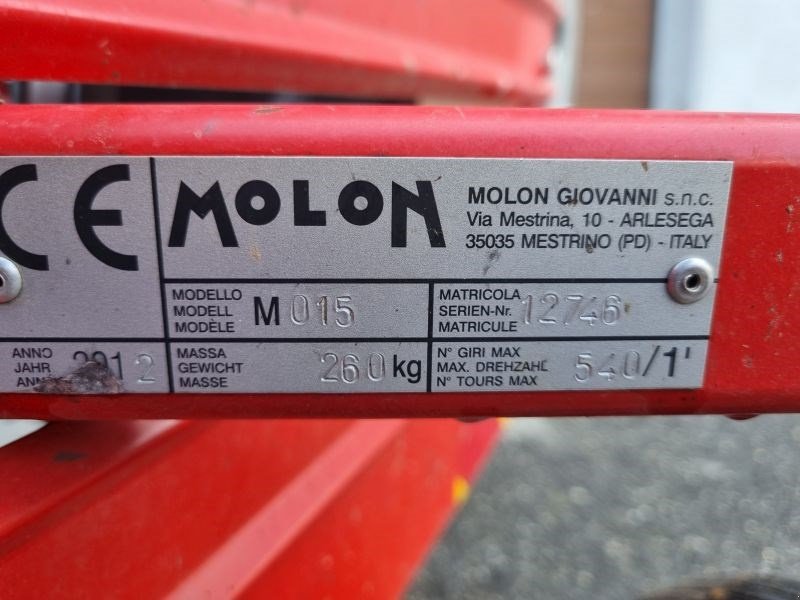 CE
MOLON
MOLON GIOVANNI s.n.c.
Via Mestrina, 10 - ARLESEGA
35035 MESTRINO (PD) - ITALY
MODELLO
MODELL
MODÈLE
M 015
MATRICOLA
SERIEN-Nr.
MATRICULE
12746
ANNO
JAHR
2012
MASSA
GEWICHT
MASSE
260 kg
N° GIRI MAX
MAX. DREHZAHL
N° TOURS MAX
540/1'